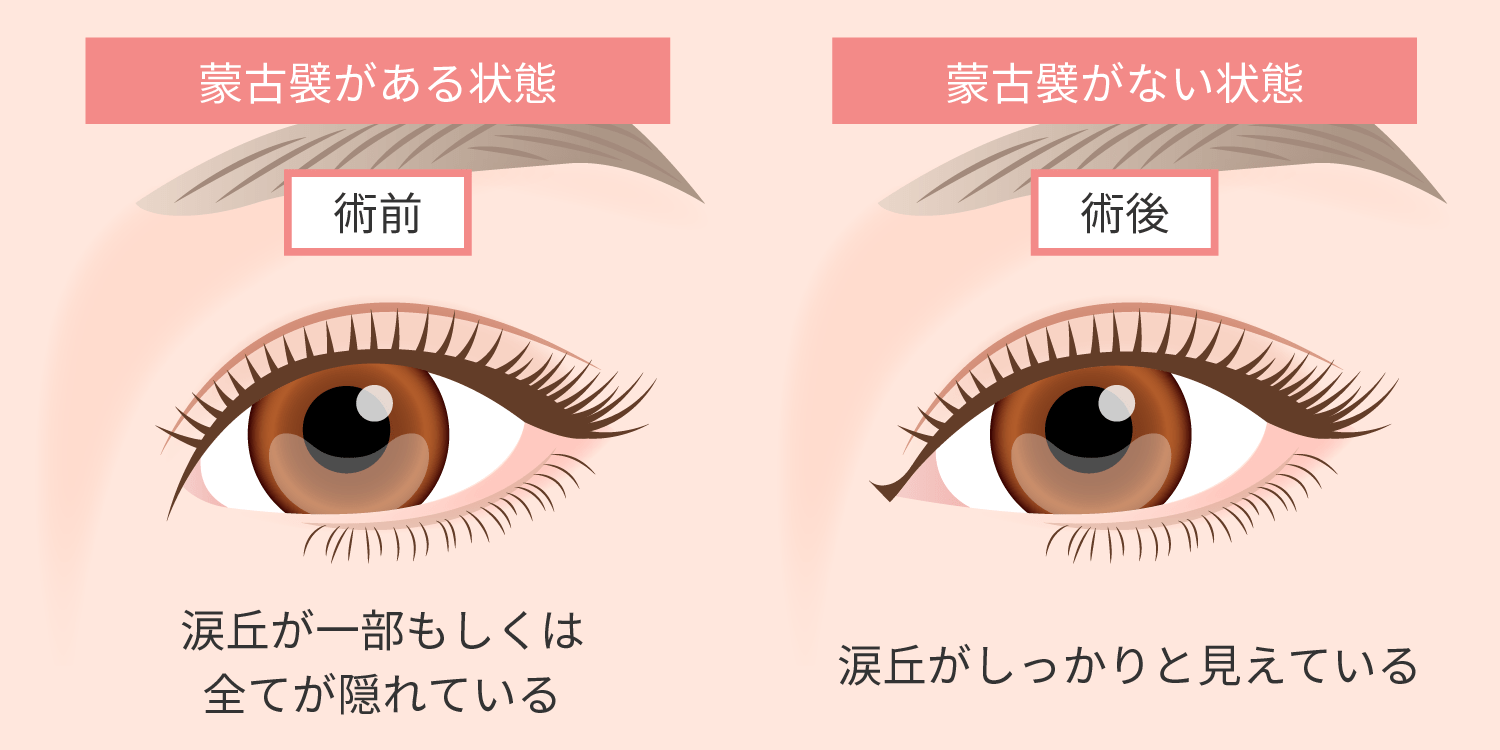 蒙古襞がある状態
術前
涙丘が一部もしくは
全てが隠れている
蒙古襞がない状態
術後
涙丘がしっかりと見えている